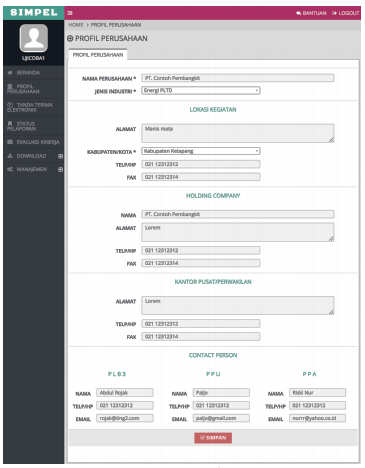 SIMPEL
BANTUAN LOGOUT
HOME > PROFIL PERUSAHAAN
PROFIL PERUSAHAAN
UJICOBA1
PROFIL PERUSAHAAN
BERANDA
PROFIL
PERUSAHAAN
TANDA TERIMA
ELEKTRONIK
STATUS
PELAPORAN
EVALUASI KINERJA
DOWNLOAD
MANAJEMEN
NAMA PERUSAHAAN * PT. Contoh Pembangkit
JENIS INDUSTRI * Energi PLTD
LOKASI KEGIATAN
ALAMAT Manis mata
KABUPATEN/KOTA * Kabupaten Ketapang
TELP/HP 021 12312312
FAX 021 12312314
HOLDING COMPANY
NAMA PT. Contoh Pembangkit
ALAMAT Lorem
TELP/HP 021 12312312
FAX 021 12312314
KANTOR PUSAT/PERWAKILAN
ALAMAT Lorem
TELP/HP 021 12312312
FAX 021 12312314
CONTACT PERSON
PLB3 PPU PPA
NAMA Abdul Rojak NAMA Paijo NAMA Riski Nur
TELP/HP 021 12312312 TELP/HP 021 12312312 TELP/HP 021 12312312
EMAIL rojak@ting2.com EMAIL paijo@gmail.com EMAIL nurrr@yahoo.co.id
SIMPAN